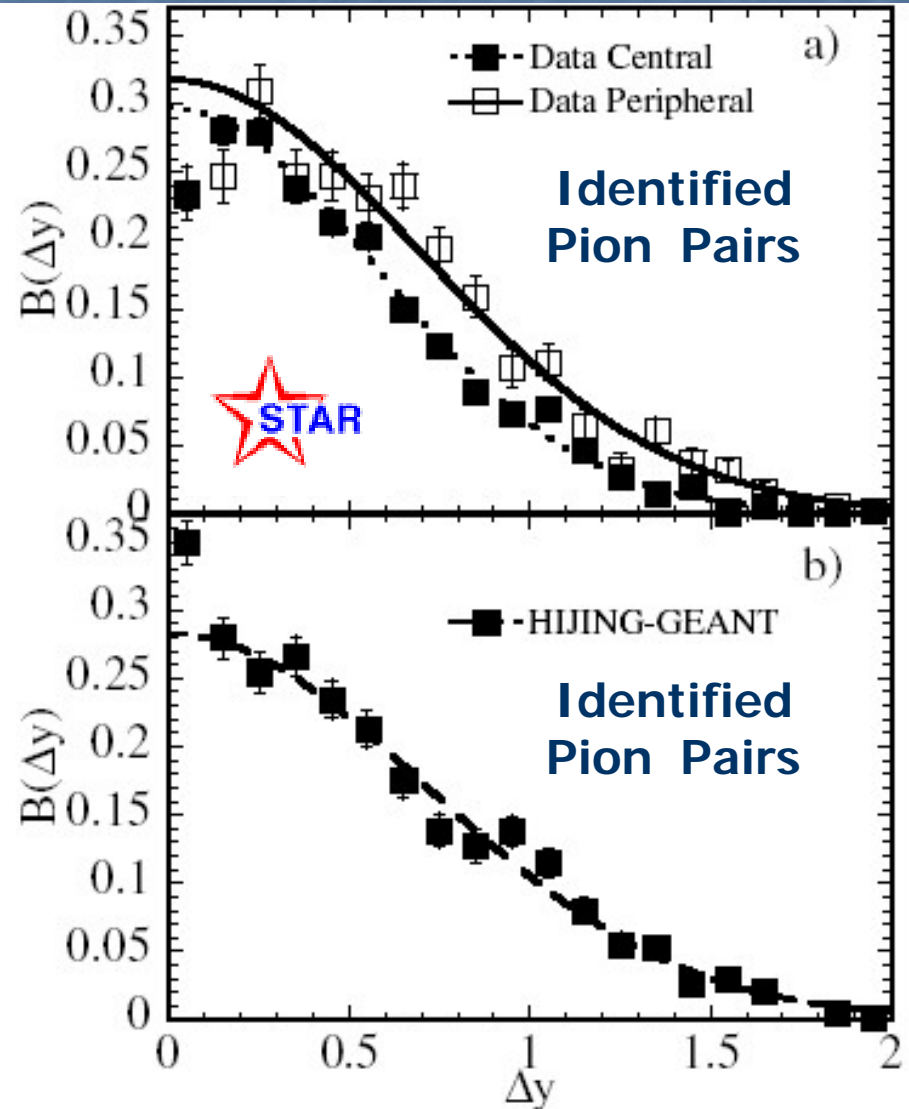 0.35
0.3
0.25
0.2
0.15
0.1
0.05
0
B(Δy)
a)
Data Central
Data Peripheral
Identified
Pion Pairs
STAR
0.35
0.3
0.25
0.2
0.15
0.1
0.05
0
B(Δy)
b)
HIJING-GEANT
Identified
Pion Pairs
0 0.5 1 1.5 2
Δy